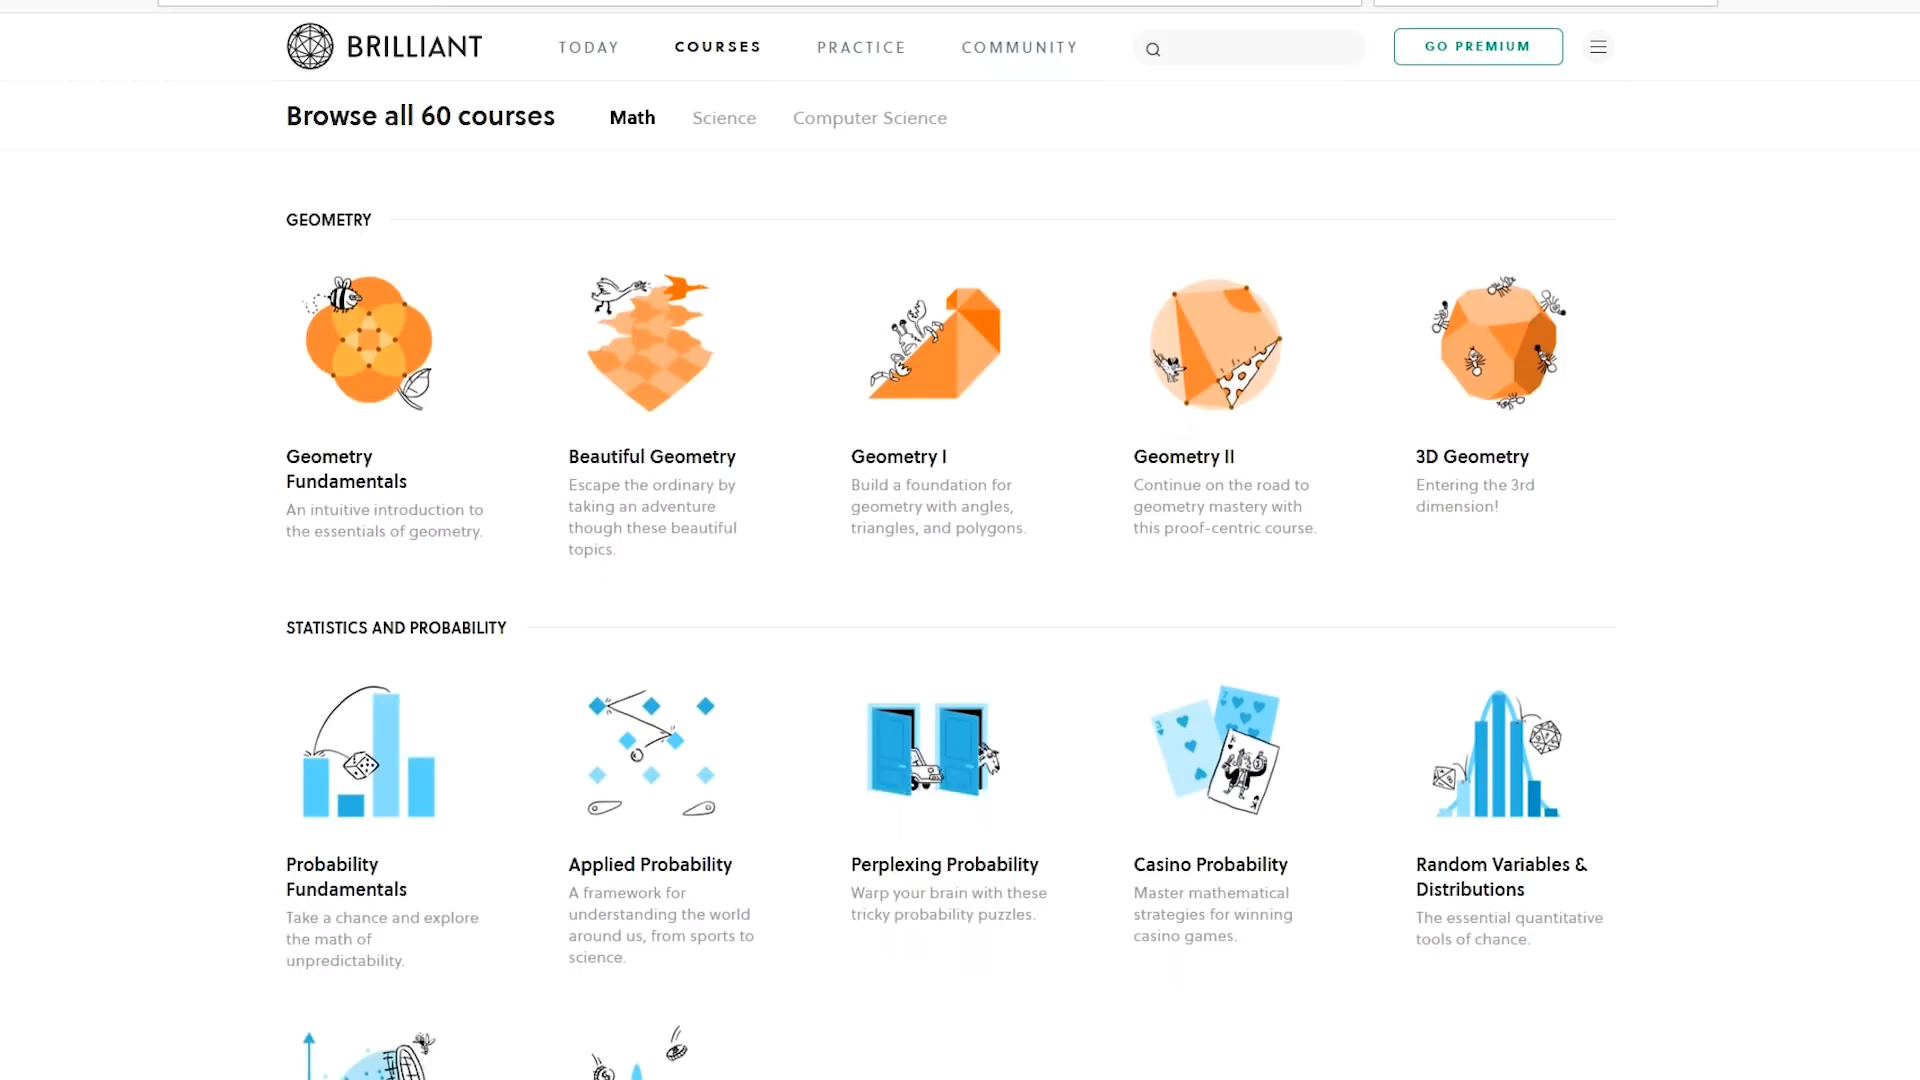 BRILLIANT
TODAY
COURSES
PRACTICE
COMMUNITY
GO PREMIUM
Browse all 60 courses
Math
Science
Computer Science
GEOMETRY
Geometry
Fundamentals
An intuitive introduction to
the essentials of geometry.
Beautiful Geometry
Escape the ordinary by
taking an adventure
though these beautiful
topics.
Geometry I
Build a foundation for
geometry with angles,
triangles, and polygons.
Geometry II
Continue on the road to
geometry mastery with
this proof-centric course.
3D Geometry
Entering the 3rd
dimension!
STATISTICS AND PROBABILITY
Probability
Fundamentals
Take a chance and explore
the math of
unpredictability.
Applied Probability
A framework for
understanding the world
around us, from sports to
science.
Perplexing Probability
Warp your brain with these
tricky probability puzzles.
Casino Probability
Master mathematical
strategies for winning
casino games.
Random Variables &
Distributions
The essential quantitative
tools of chance.